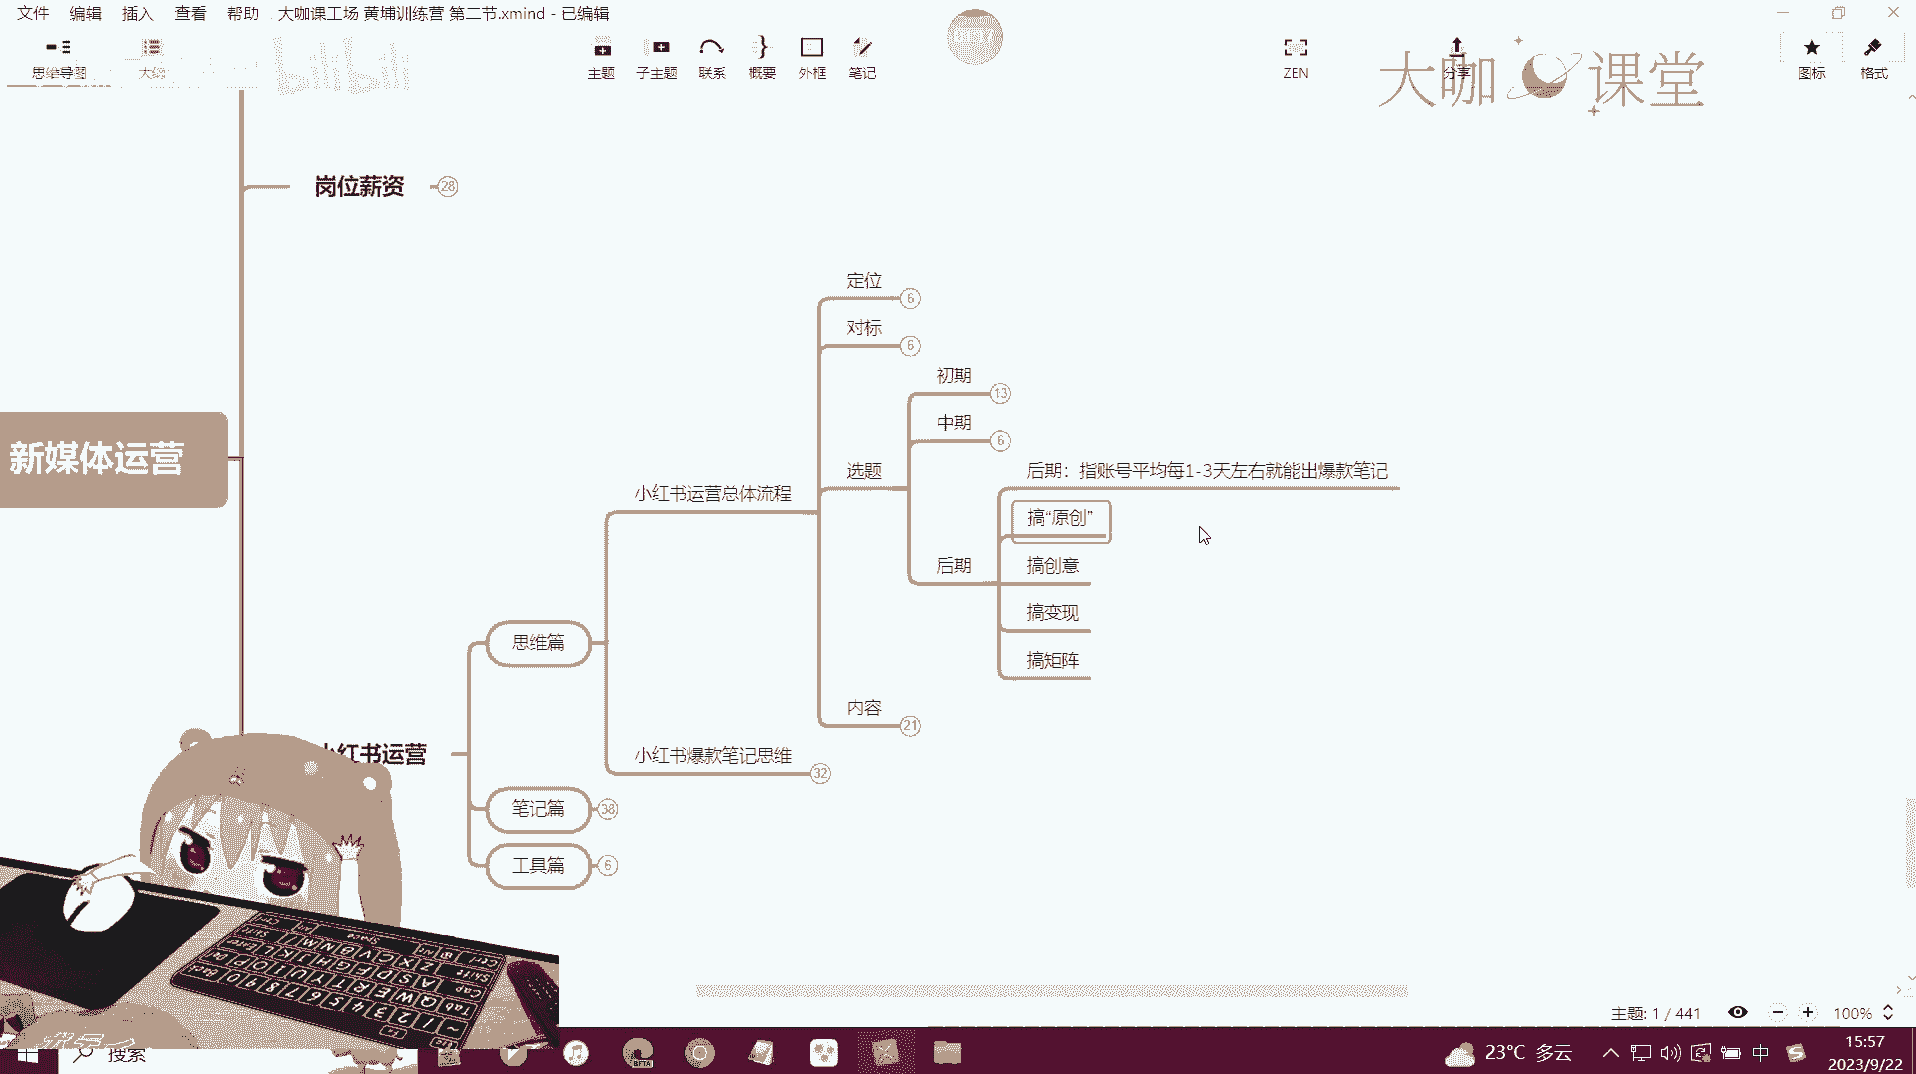 文件 编辑 插入 查看 帮助 大咖课工场 黄埔训练营 第二节.xmind - 已编辑
思维导图 大纲 bilibili 主题 子主题 联系 概要 外框 笔记 ZEN 分享 图标 格式
大咖课堂
岗位薪资 28
定位 6
对标 6
初期 13
中期 6
新媒体运营
选题
后期：指账号平均每1-3天左右就能出爆款笔记
小红书运营总体流程
搞“原创”
后期
搞创意
搞变现
思维篇
搞矩阵
内容 21
小红书运营
小红书爆款笔记思维 32
笔记篇 38
工具篇 6
主题: 1 / 441 100%
搜索
23°C 多云 中 15:57
2023/9/22